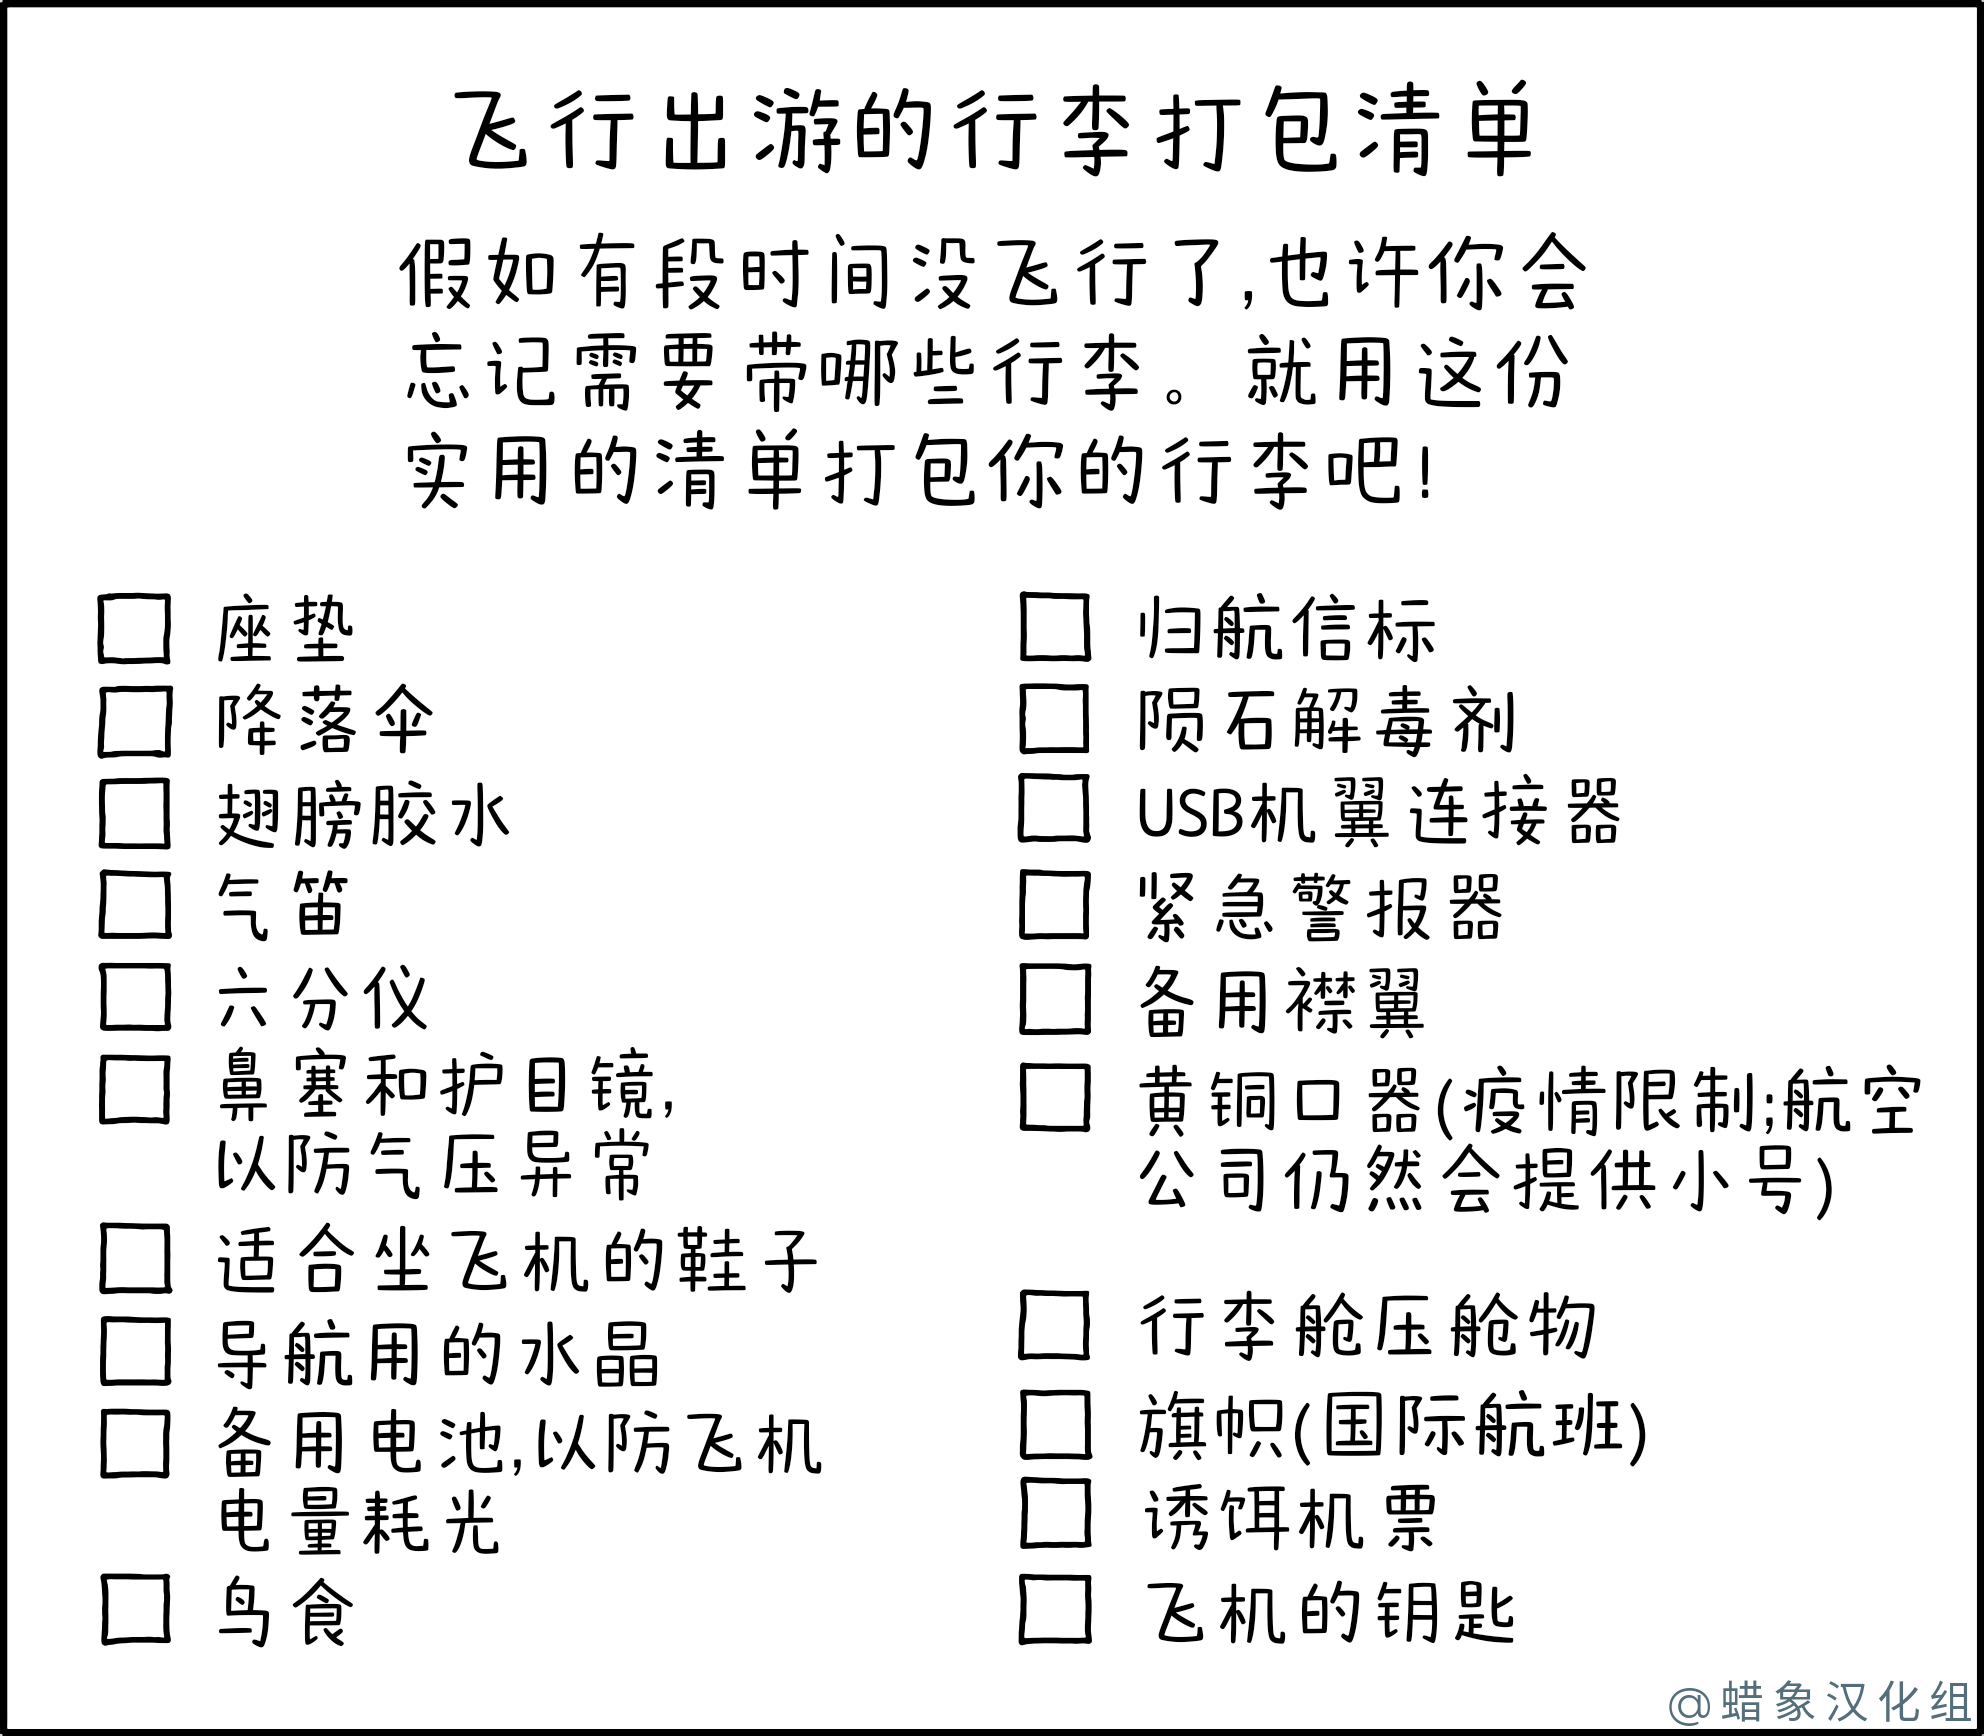 飞行出游的行李打包清单
假如有段时间没飞行了,也许你会
忘记需要带哪些行李。就用这份
实用的清单打包你的行李吧!
座垫
降落伞
翅膀胶水
气笛
六分仪
鼻塞和护目镜,
以防气压异常
适合坐飞机的鞋子
导航用的水晶
备用电池,以防飞机
电量耗光
鸟食
归航信标
陨石解毒剂
USB机翼连接器
紧急警报器
备用襟翼
黄铜口器(疫情限制;航空
公司仍然会提供小号)
行李舱压舱物
旗帜(国际航班)
诱饵机票
飞机的钥匙
@蜡象汉化组